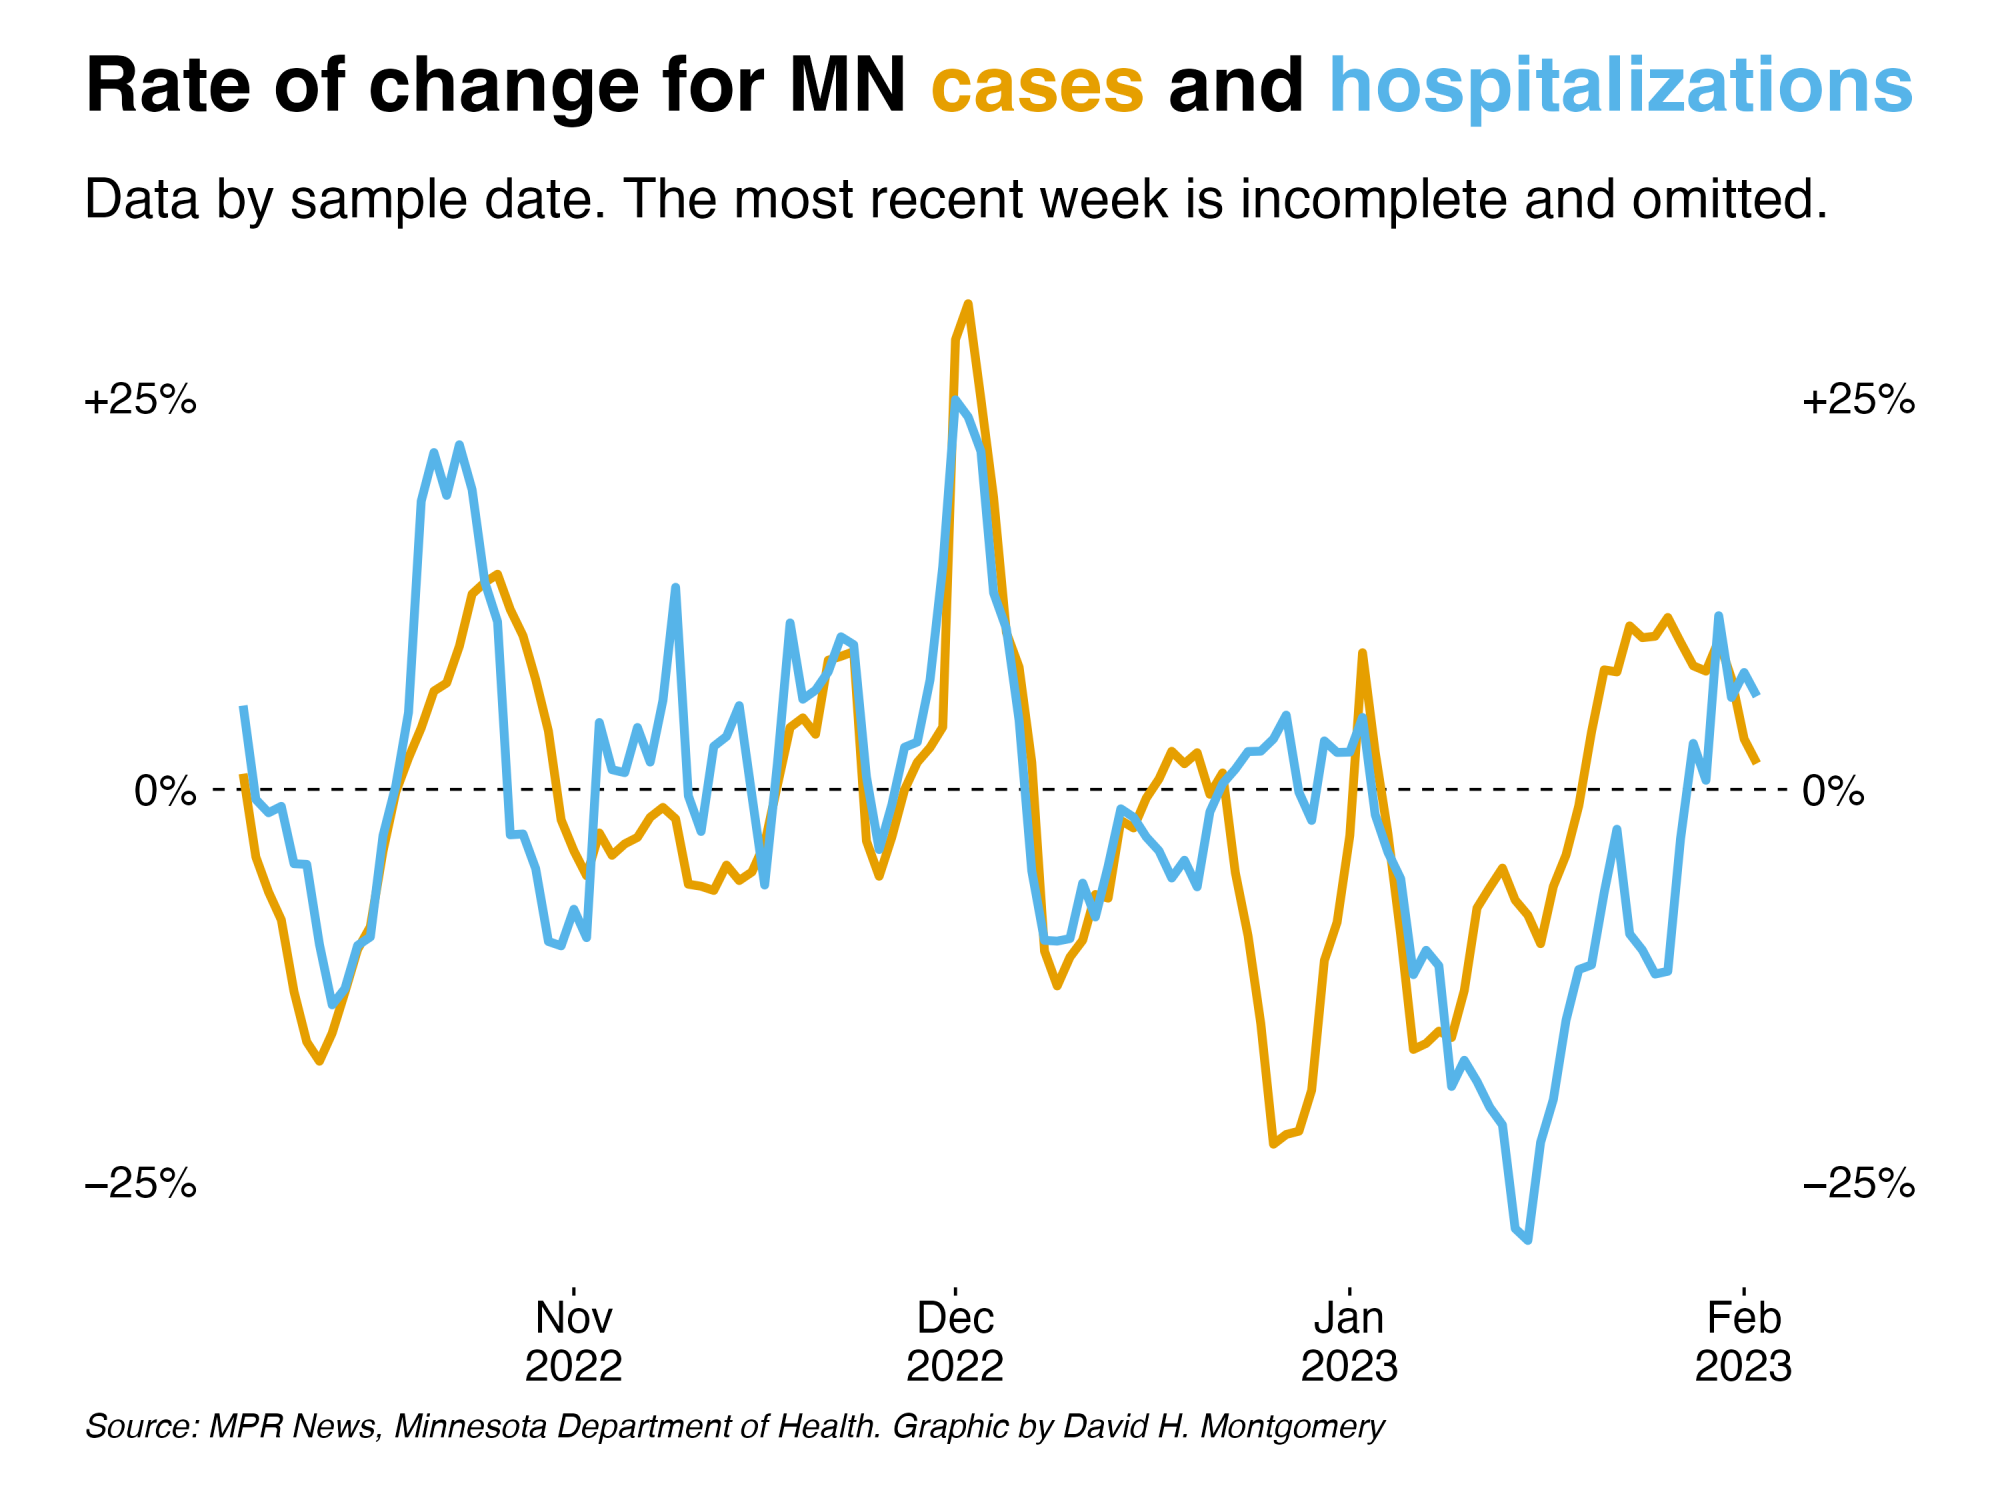 Rate of change for MN cases and hospitalizations
Data by sample date. The most recent week is incomplete and omitted.
+25% +25%
0% 0%
−25% −25%
Nov Dec Jan Feb
2022 2022 2023 2023
Source: MPR News, Minnesota Department of Health. Graphic by David H. Montgomery